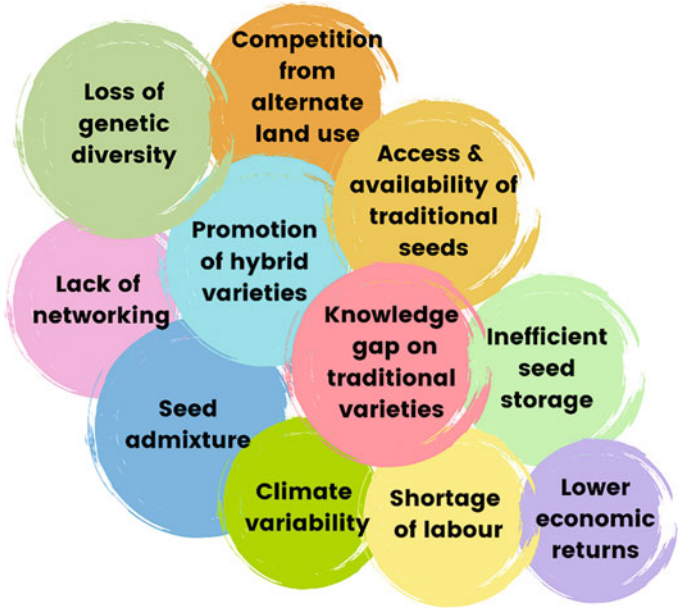 Loss of
genetic
diversity
Competition
from
alternate
land use
Access &
availability of
traditional
seeds
Promotion
of hybrid
varieties
Lack of
networking
Knowledge
gap on
traditional
varieties
Inefficient
seed
storage
Seed
admixture
Climate
variability
Shortage
of labour
Lower
economic
returns